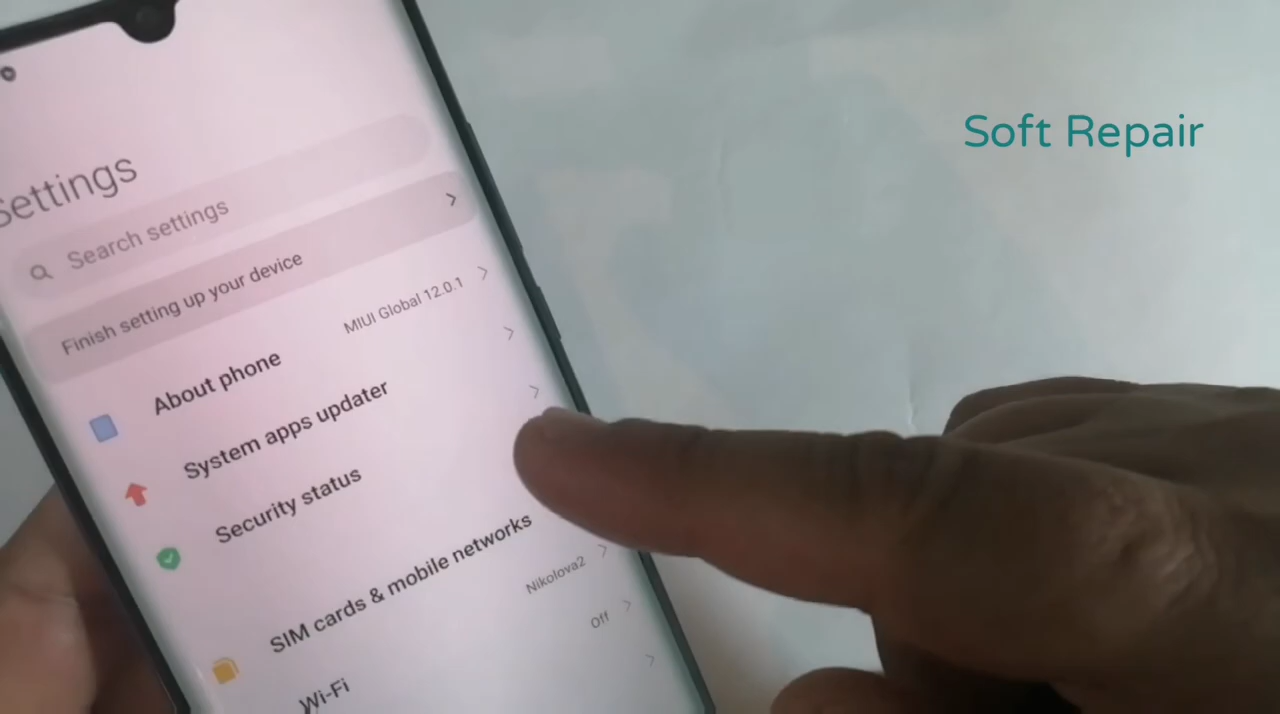 Soft Repair
Settings
Search settings
Finish setting up your device
About phone MIUI Global 12.0.1
System apps updater
Security status
SIM cards & mobile networks
Wi-Fi Nikolova2
Off